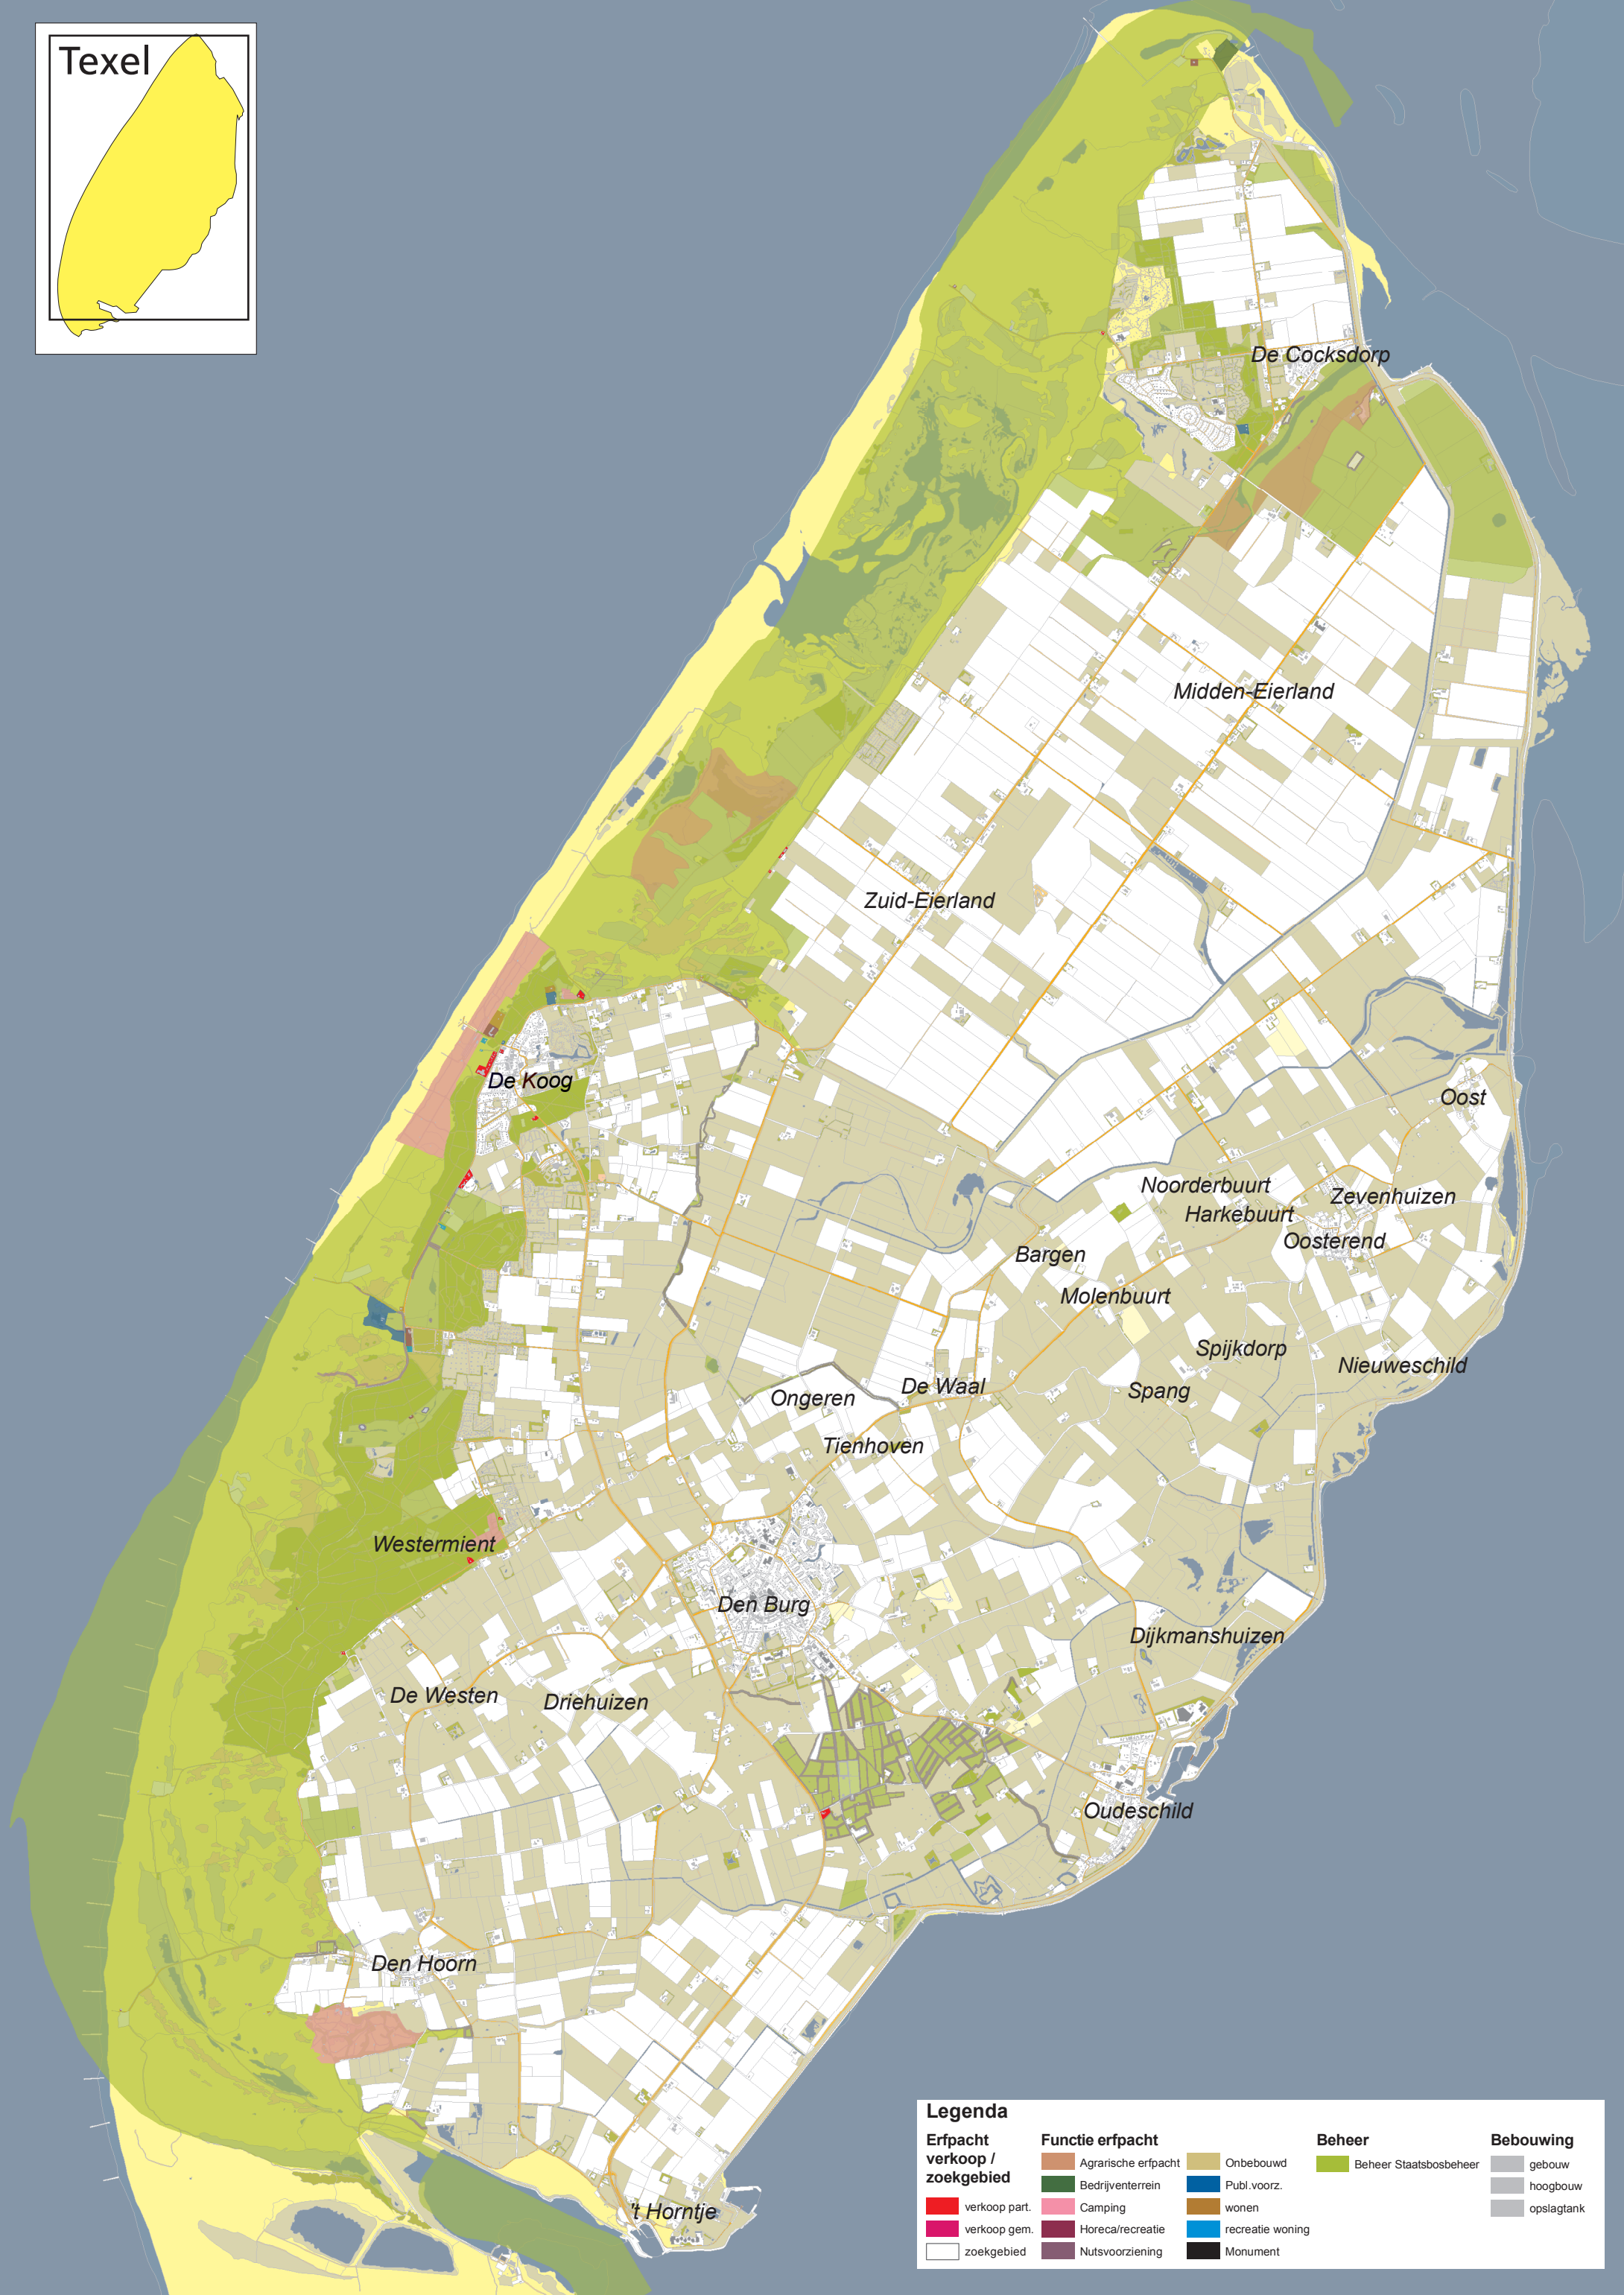 Texel
De Cocksdorp
Midden-Eierland
Zuid-Eierland
De Koog
Oost
Noorderbuurt
Zevenhuizen
Harkebuurt
Oosterend
Bargen
Molenbuurt
Spijkdorp
Nieuweschild
De Waal
Spang
Ongeren
Tienhoven
Westermient
Den Burg
Dijkmanshuizen
De Westen
Driehuizen
Oudeschild
Den Hoorn
't Horntje
Legenda
Erfpacht
verkoop /
zoekgebied
verkoop part.
verkoop gem.
zoekgebied
Functie erfpacht
Agrarische erfpacht
Bedrijventerrein
Camping
Horeca/recreatie
Nutsvoorziening
Onbebouwd
Publ.voorz.
wonen
recreatie woning
Monument
Beheer
Beheer Staatsbosbeheer
Bebouwing
gebouw
hoogbouw
opslagtank